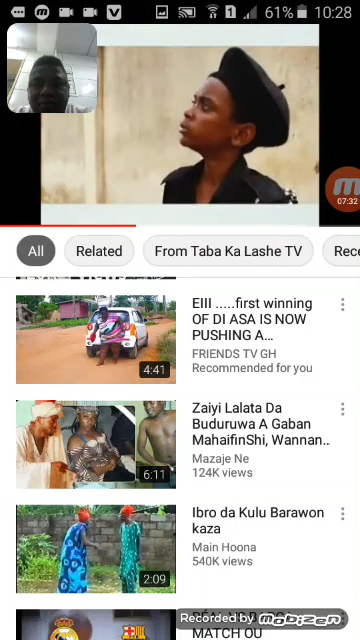 1 61% 10:28
07:32
All Related From Taba Ka Lashe TV Rece
EIII .....first winning
OF DI ASA IS NOW
PUSHING A...
FRIENDS TV GH
Recommended for you
4:41
Zaiyi Lalata Da
Buduruwa A Gaban
MahaifinShi, Wannan...
Mazaje Ne
124K views
6:11
Ibro da Kulu Barawon
kaza
Main Hoona
540K views
2:09
Recorded by mobizen
MATCH OU